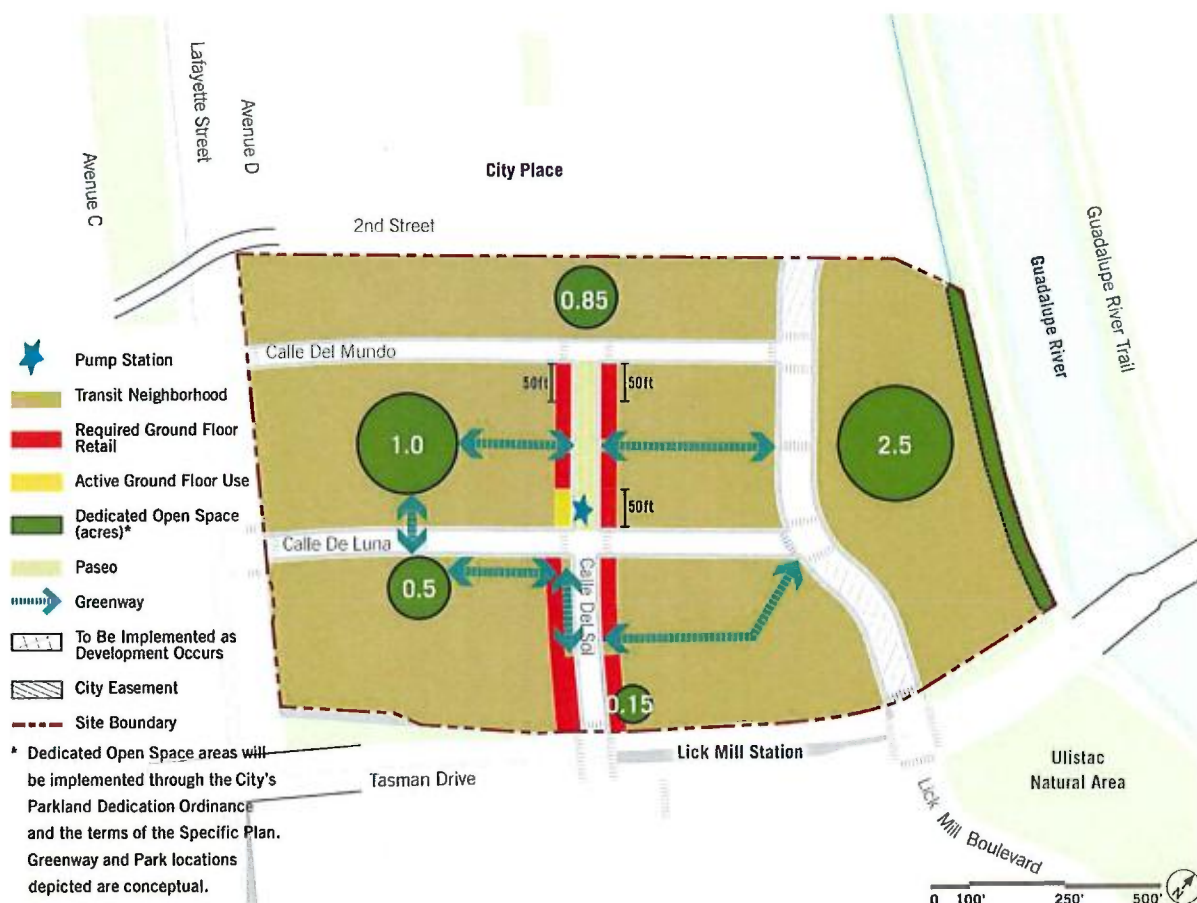 Lafayette Street
Avenue D
Avenue C
City Place
2nd Street
Guadalupe River
Guadalupe River Trail
0.85
Calle Del Mundo
50ft
50ft
1.0
2.5
50ft
Calle De Luna
0.5
Calle Del Sol
0.15
Lick Mill Station
Tasman Drive
Lick Mill Boulevard
Ulistac
Natural Area
Pump Station
Transit Neighborhood
Required Ground Floor
Retail
Active Ground Floor Use
Dedicated Open Space
(acres)*
Paseo
Greenway
To Be Implemented as
Development Occurs
City Easement
Site Boundary
* Dedicated Open Space areas will
be implemented through the City's
Parkland Dedication Ordinance
and the terms of the Specific Plan.
Greenway and Park locations
depicted are conceptual.
0 100' 250' 500'
N